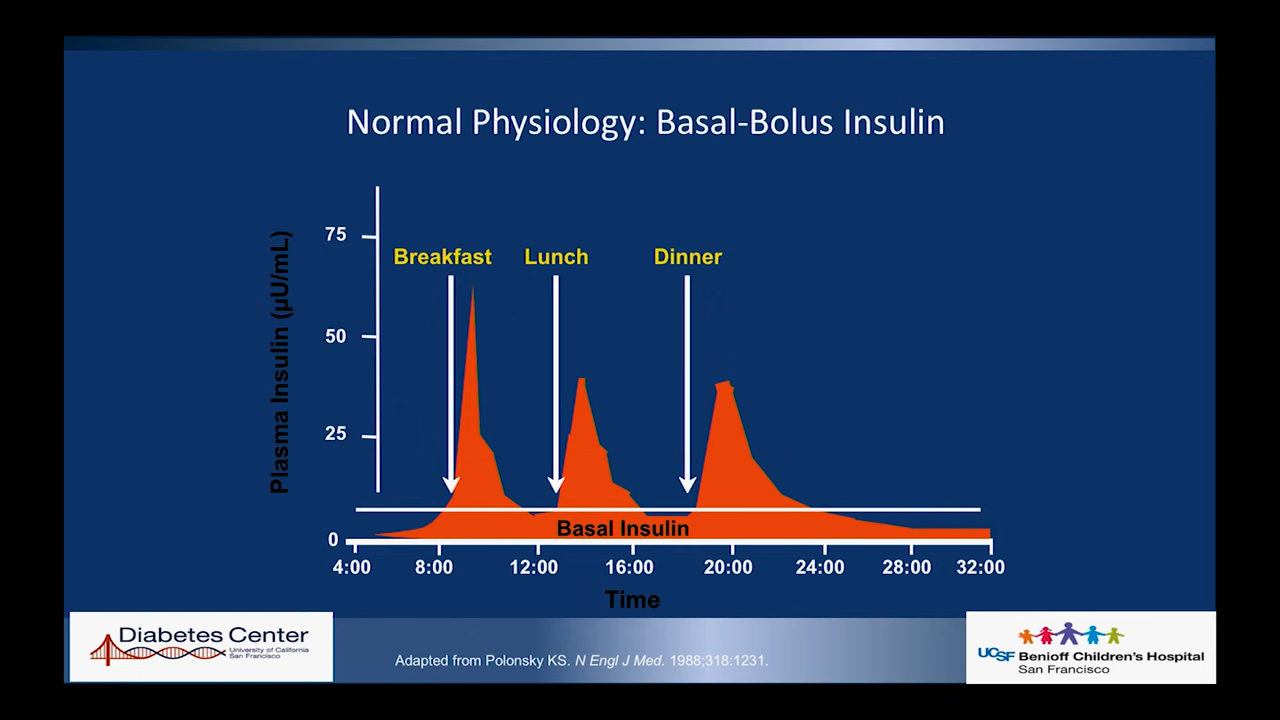 Normal Physiology: Basal-Bolus Insulin
Plasma Insulin (µU/mL)
75
50
25
0
Breakfast
Lunch
Dinner
Basal Insulin
4:00
8:00
12:00
16:00
20:00
24:00
28:00
32:00
Time
Diabetes Center
University of California
San Francisco
Adapted from Polonsky KS. N Engl J Med. 1988;318:1231.
UCSF Benioff Children's Hospital
San Francisco